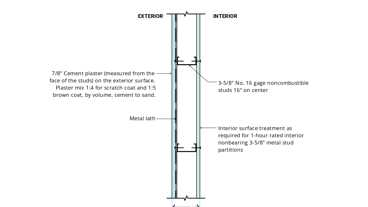 EXTERIOR
INTERIOR
7/8" Cement plaster (measured from the
face of the studs) on the exterior surface.
Plaster mix 1:4 for scratch coat and 1:5
brown coat, by volume, cement to sand.
3-5/8" No. 16 gage noncombustible
studs 16" on center
Metal lath
Interior surface treatment as
required for 1-hour rated interior
nonbearing 3-5/8" metal stud
partitions